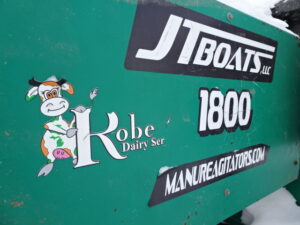 JTBOATS, LLC
1800
Kobe
Dairy Ser
MANUREAGITATORS.COM